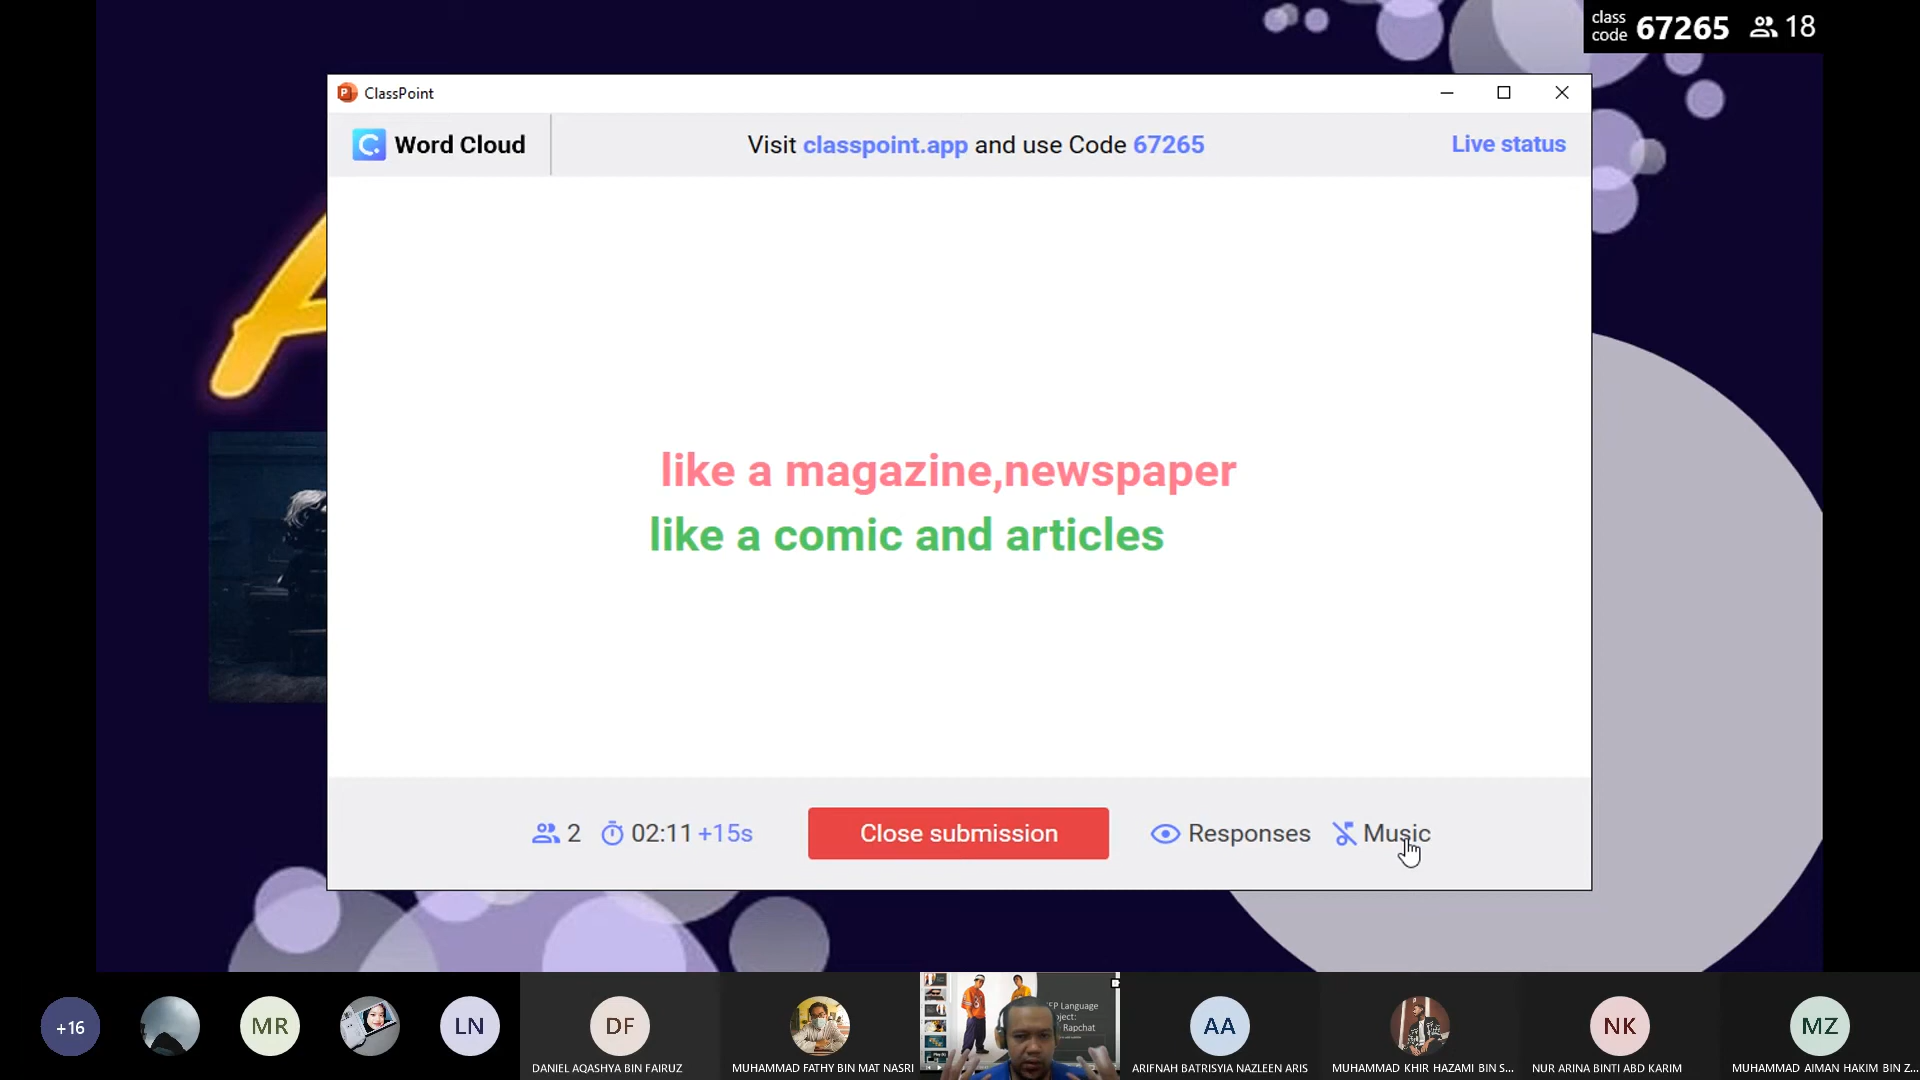 class
code 67265 18
ClassPoint
Word Cloud
Visit classpoint.app and use Code 67265
Live status
like a magazine,newspaper
like a comic and articles
2 02:11 +15s
Close submission
Responses
Music
+16
MR
LN
DF
AA
NK
MZ
Language
Rapchat
DANIEL AQASHYA BIN FAIRUZ
MUHAMMAD FATHY BIN MAT NASRI
ARIFNAH BATRISYIA NAZLEEN ARIS
MUHAMMAD KHIR HAZAMI BIN S...
NUR ARINA BINTI ABD KARIM
MUHAMMAD AIMAN HAKIM BIN Z...